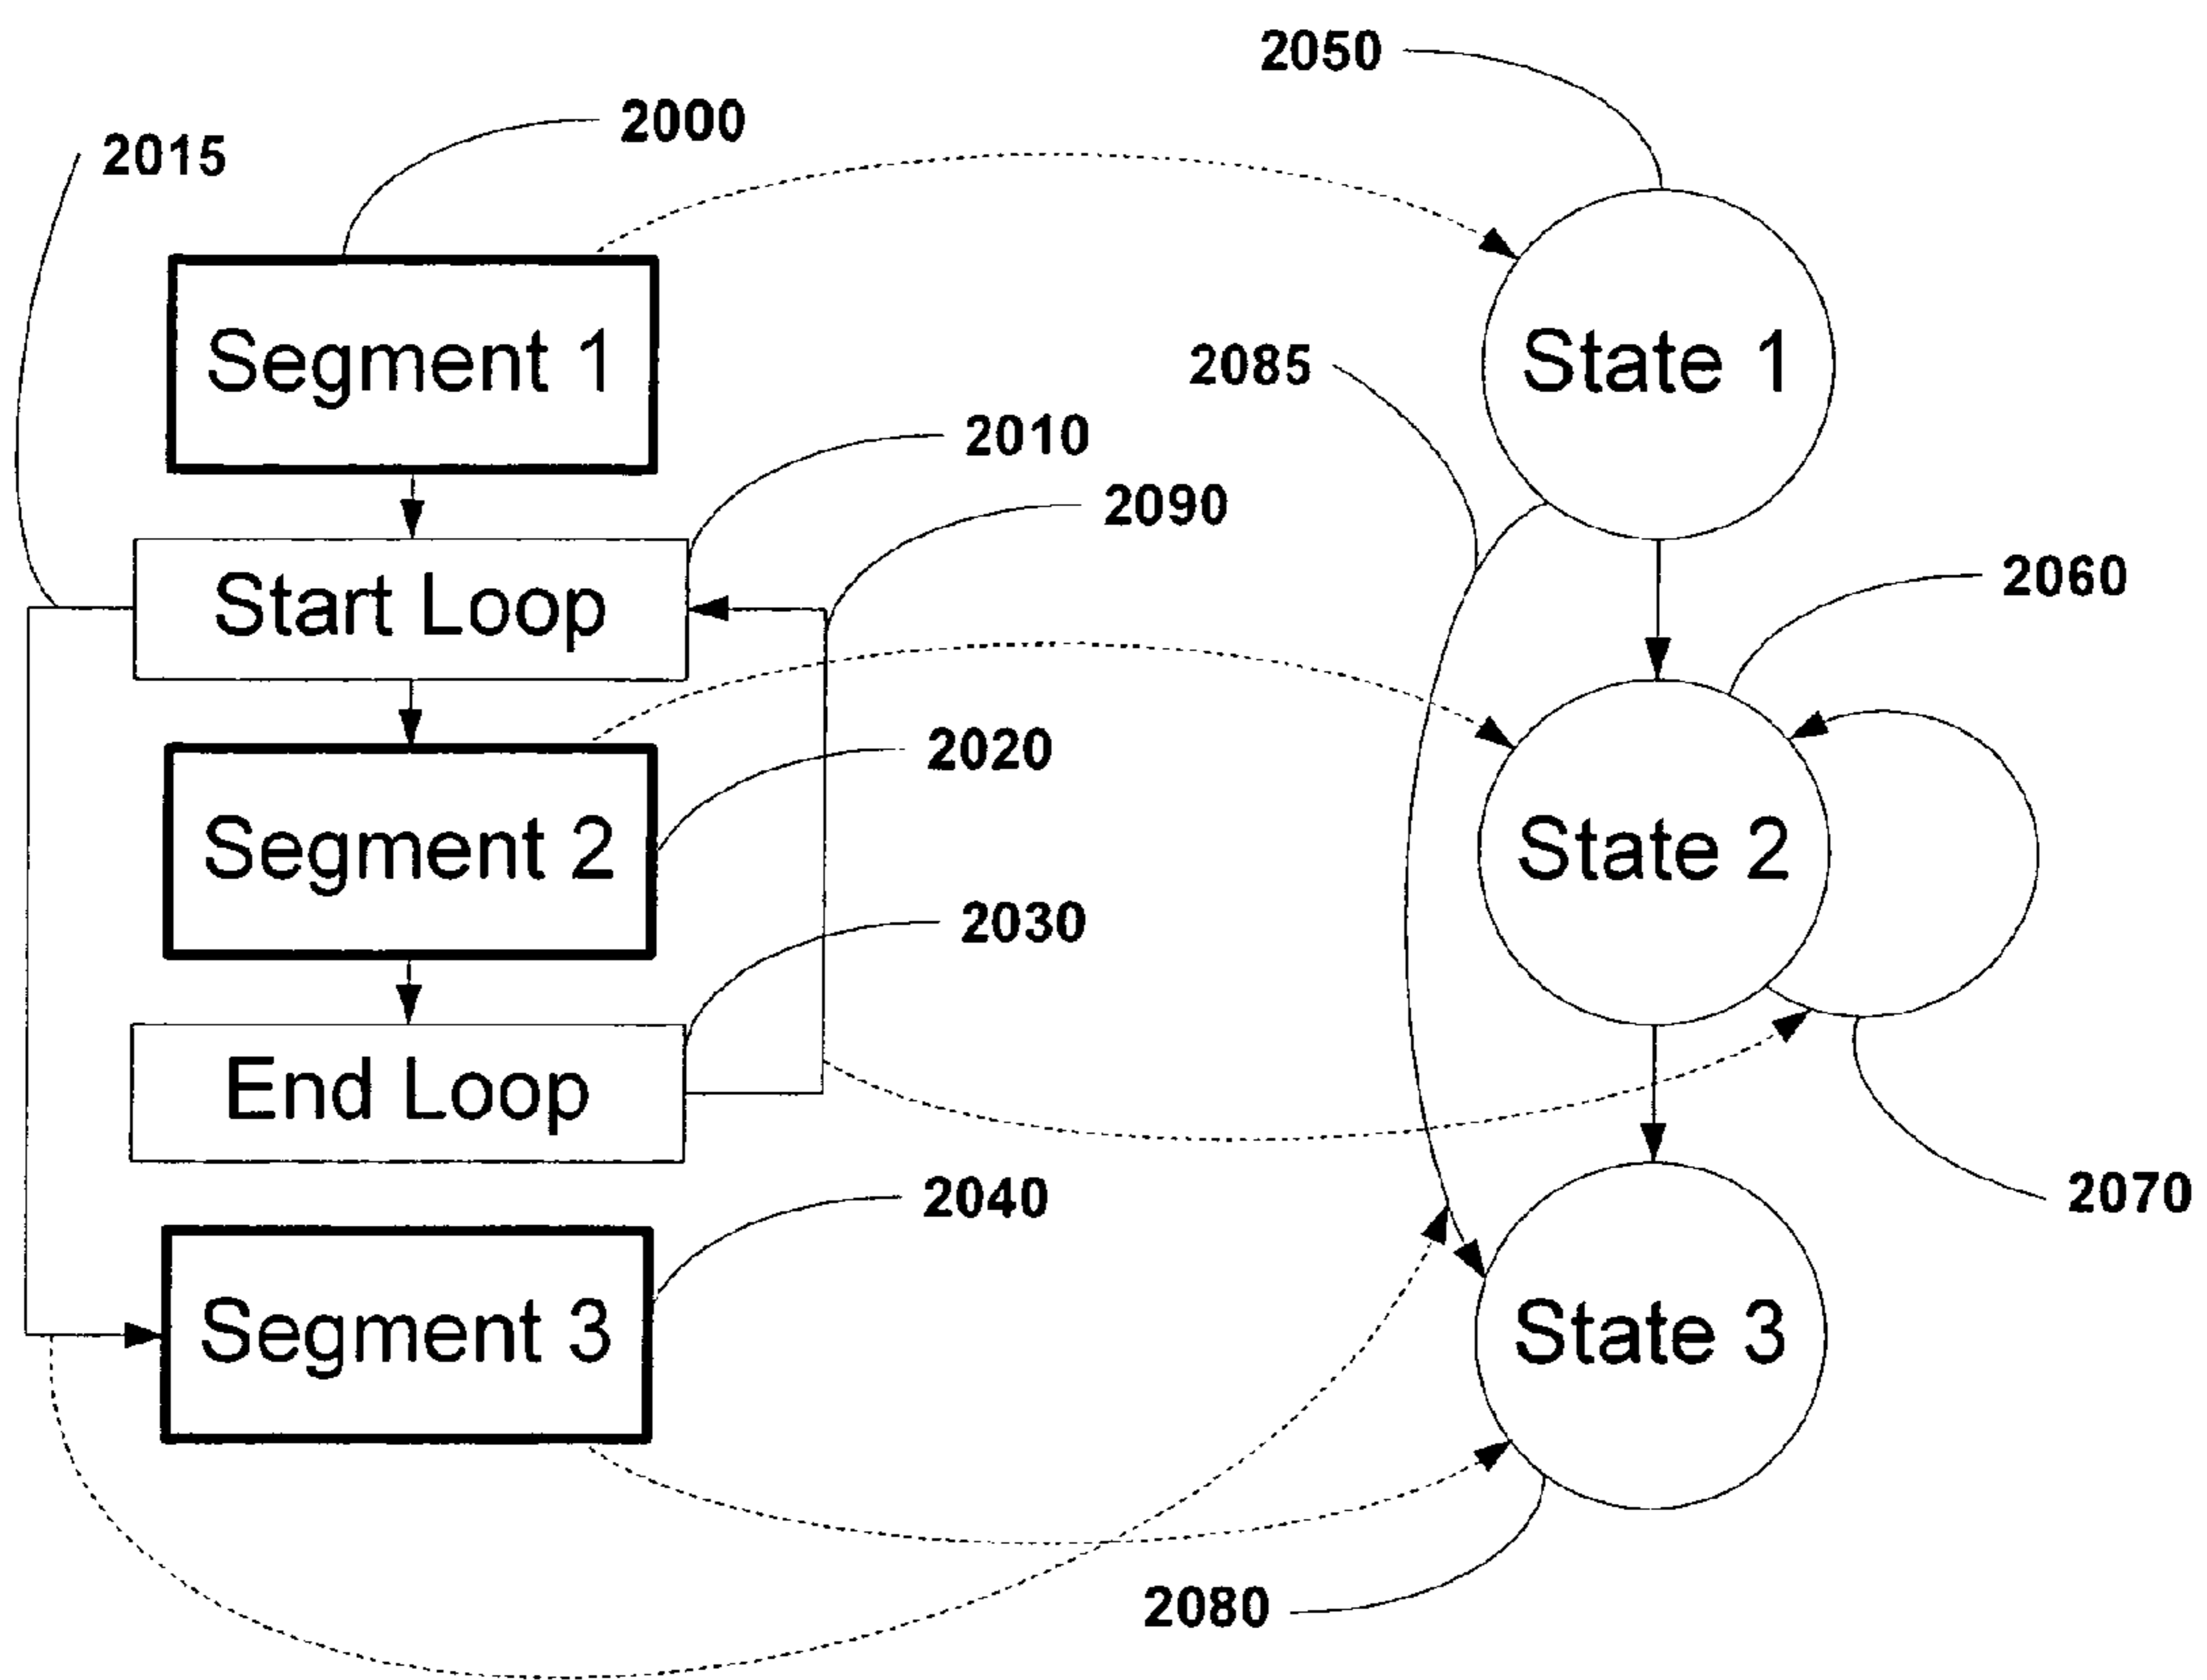 2050
2000
2015
Segment 1
State 1
2085
2010
2090
Start Loop
2060
2020
Segment 2
State 2
2030
End Loop
2040
2070
Segment 3
State 3
2080